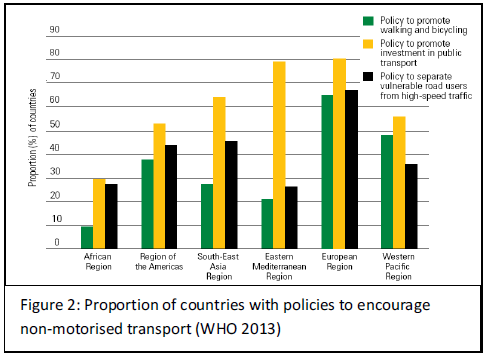 Policy to promote
walking and bicycling
Policy to promote
investment in public
transport
Policy to separate
vulnerable road users
from high-speed traffic
Proportion (%) of countries
90
80
70
60
50
40
30
20
10
0
African
Region
Region of
the Americas
South-East
Asia
Region
Eastern
Mediterranean
Region
European
Region
Western
Pacific
Region
Figure 2: Proportion of countries with policies to encourage
non-motorised transport (WHO 2013)